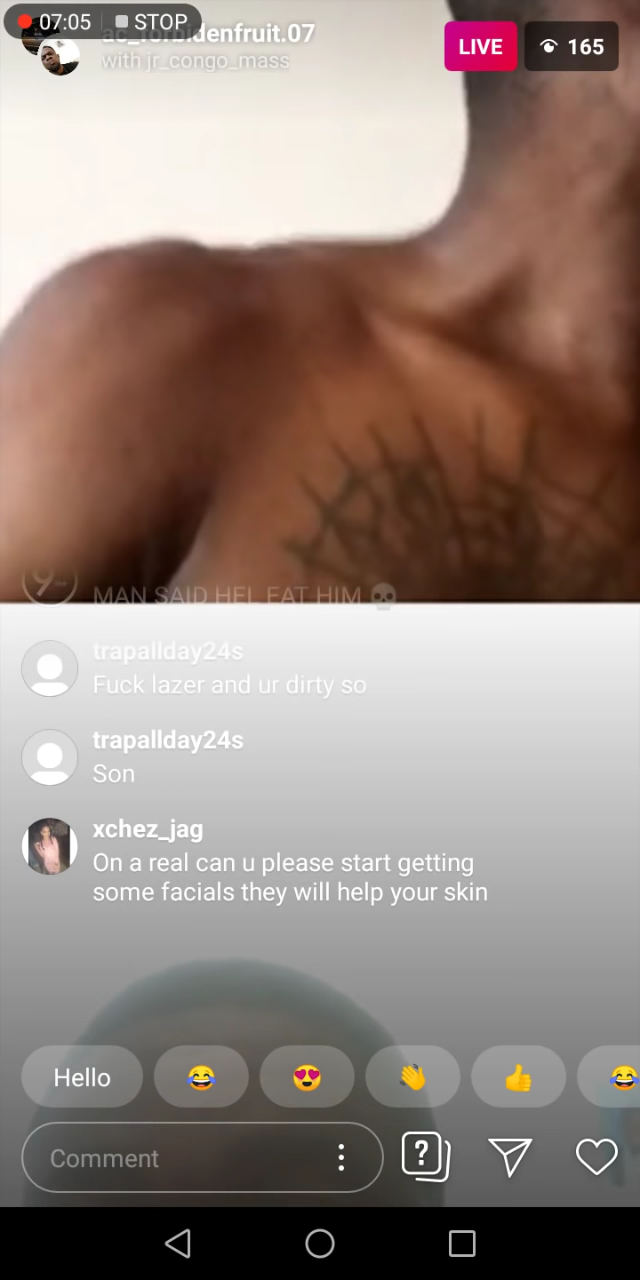 07:05 STOP
ac_forbidenfruit.07
with jr_congo_mass
LIVE
165
MAN SAID HEL EAT HIM 💀
trapallday24s
Fuck lazer and ur dirty so
trapallday24s
Son
xchez_jag
On a real can u please start getting
some facials they will help your skin
Hello 😂 😍 👋 👍 😂
Comment
?